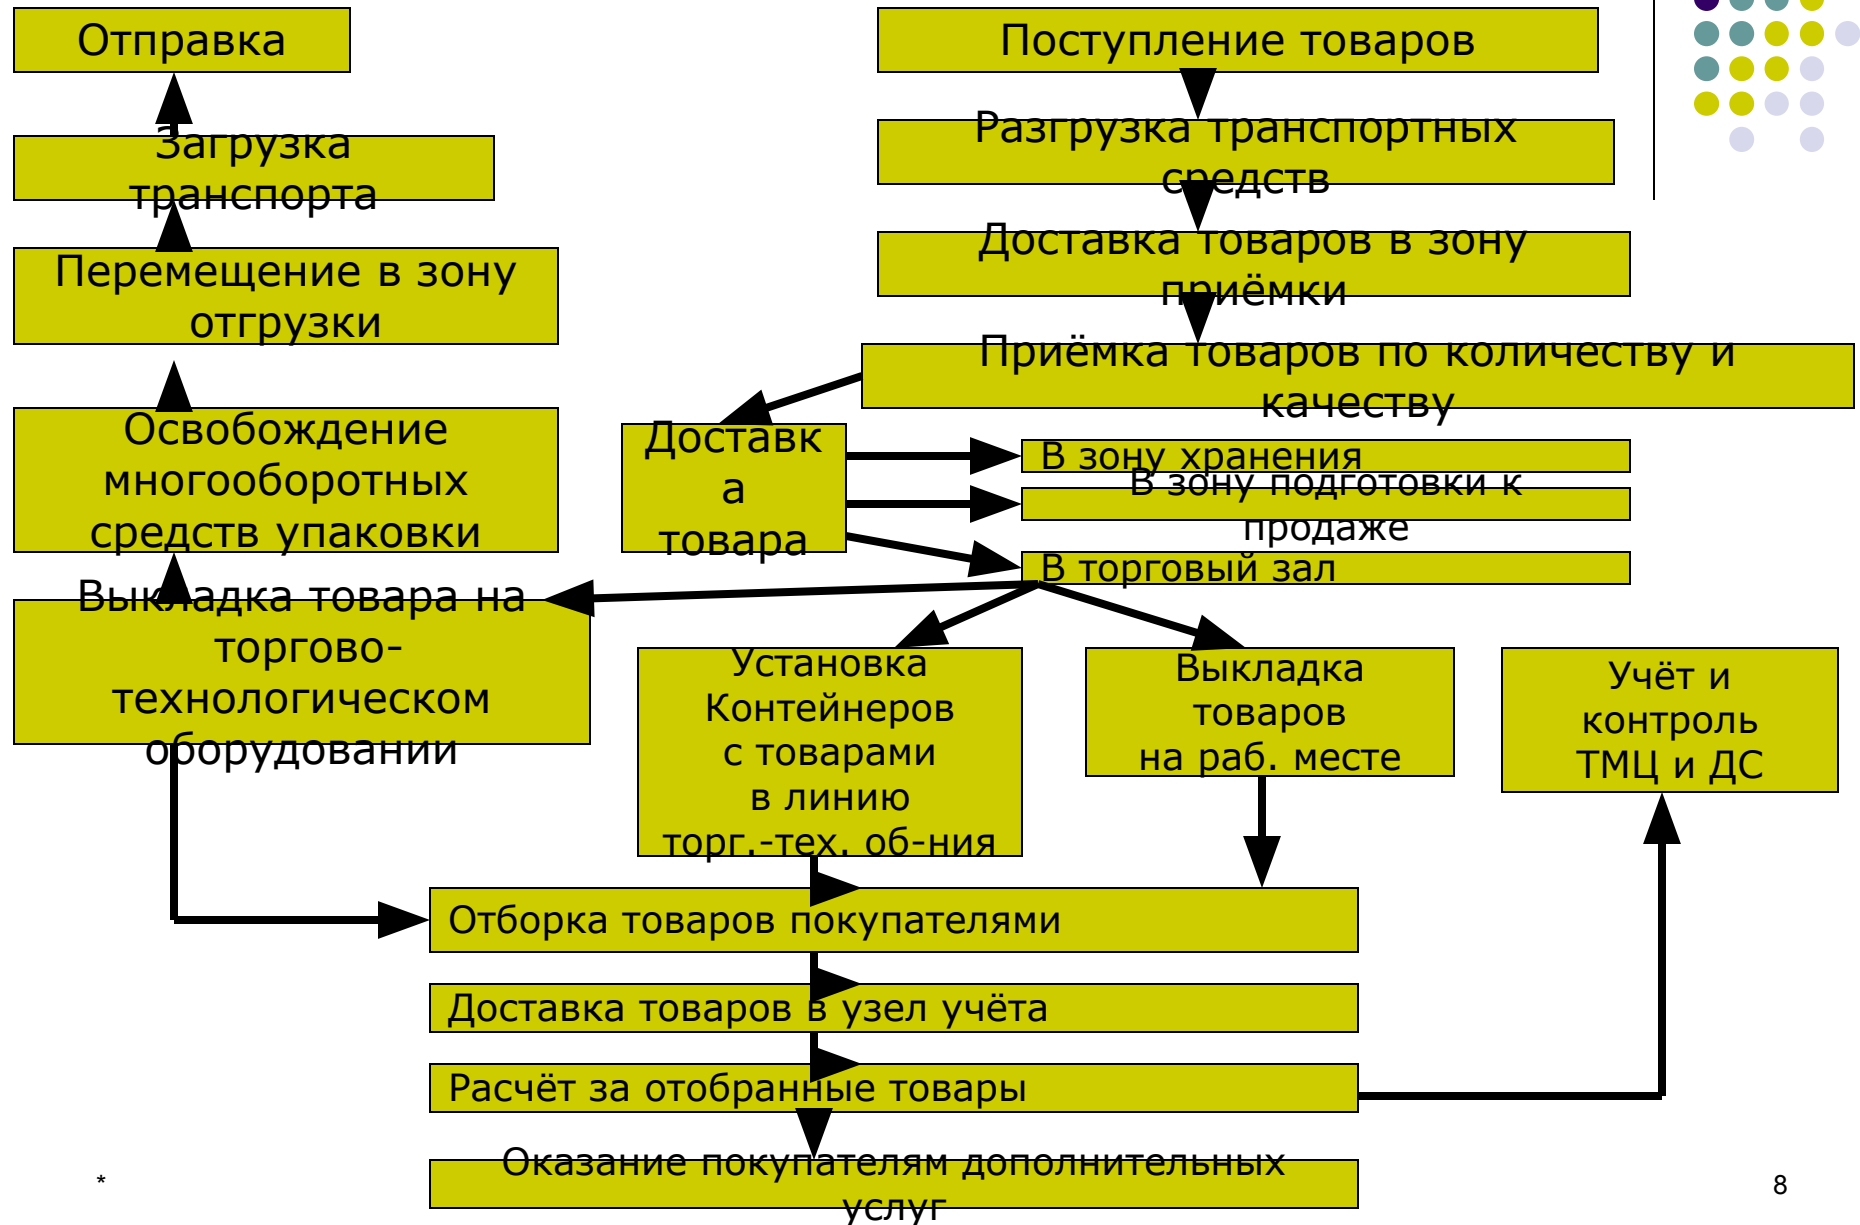 Отправка
Поступление товаров
Загрузка
транспорта
Разгрузка транспортных
средств
Перемещение в зону
отгрузки
Доставка товаров в зону
приёмки
Приёмка товаров по количеству и
качеству
Освобождение
многооборотных
средств упаковки
Доставк
а
товара
В зону хранения
В зону подготовки к
продаже
В торговый зал
Выкладка товара на
торгово-
технологическом
оборудовании
Установка
Контейнеров
с товарами
в линию
торг.-тех. об-ния
Выкладка
товаров
на раб. месте
Учёт и
контроль
ТМЦ и ДС
Отборка товаров покупателями
Доставка товаров в узел учёта
Расчёт за отобранные товары
Оказание покупателям дополнительных
услуг
*
8